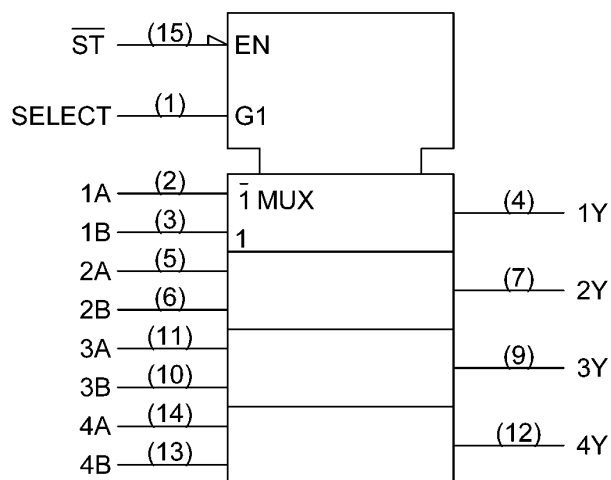 S̅T̅ (15) EN
SELECT (1) G1
1A (2) 1̅ MUX (4) 1Y
1B (3) 1
2A (5) (7) 2Y
2B (6)
3A (11) (9) 3Y
3B (10)
4A (14) (12) 4Y
4B (13)